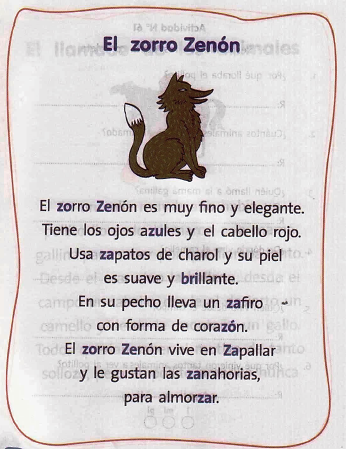 El zorro Zenón
El zorro Zenón es muy fino y elegante.
Tiene los ojos azules y el cabello rojo.
Usa zapatos de charol y su piel
es suave y brillante.
En su pecho lleva un zafiro
con forma de corazón.
El zorro Zenón vive en Zapallar
y le gustan las zanahorias,
para almorzar.